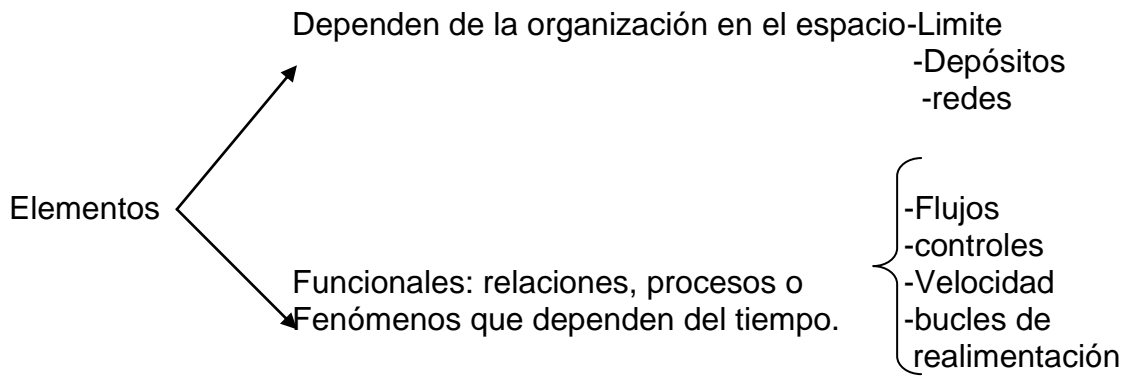 Dependen de la organización en el espacio-Limite
-Depósitos
-redes
Elementos
-Flujos
-controles
Funcionales: relaciones, procesos o
-Velocidad
Fenómenos que dependen del tiempo.
-bucles de
realimentación